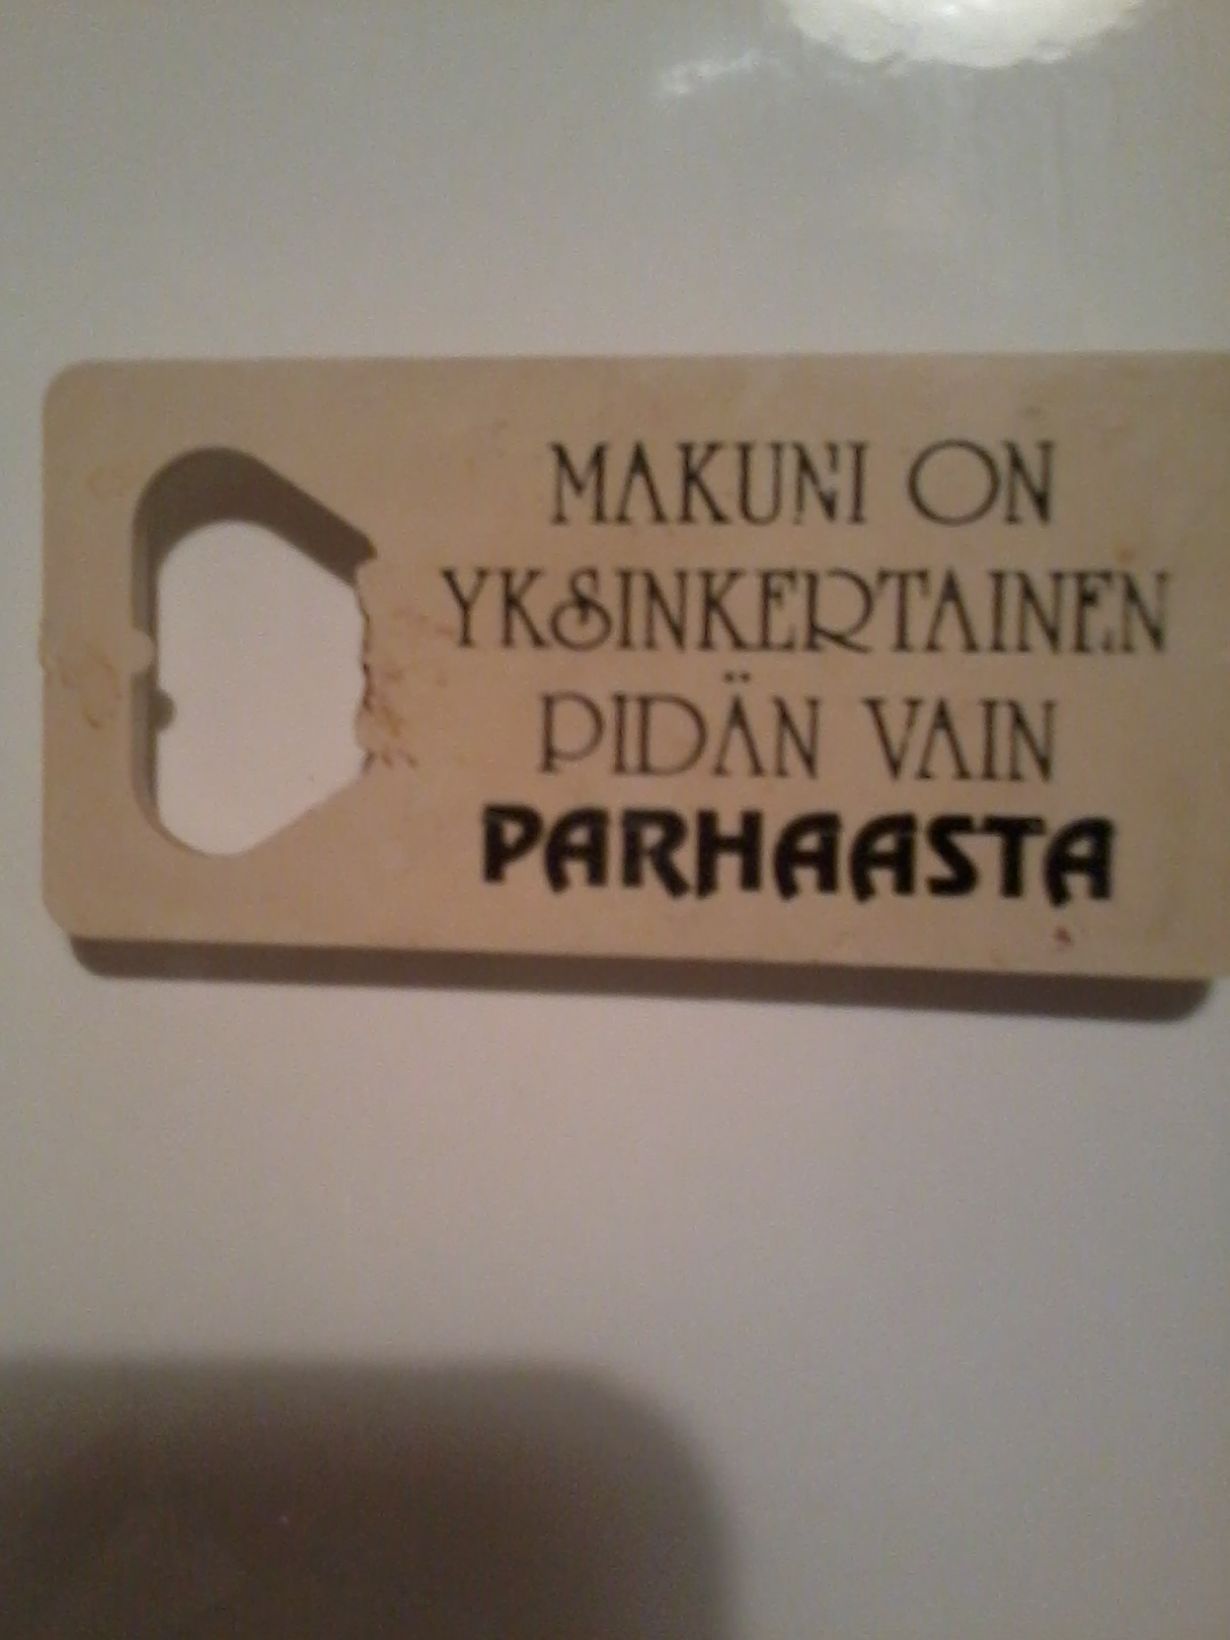 MAKUNI ON
YKSINKERTAINEN
PIDÄN VAIN
PARHAASTA